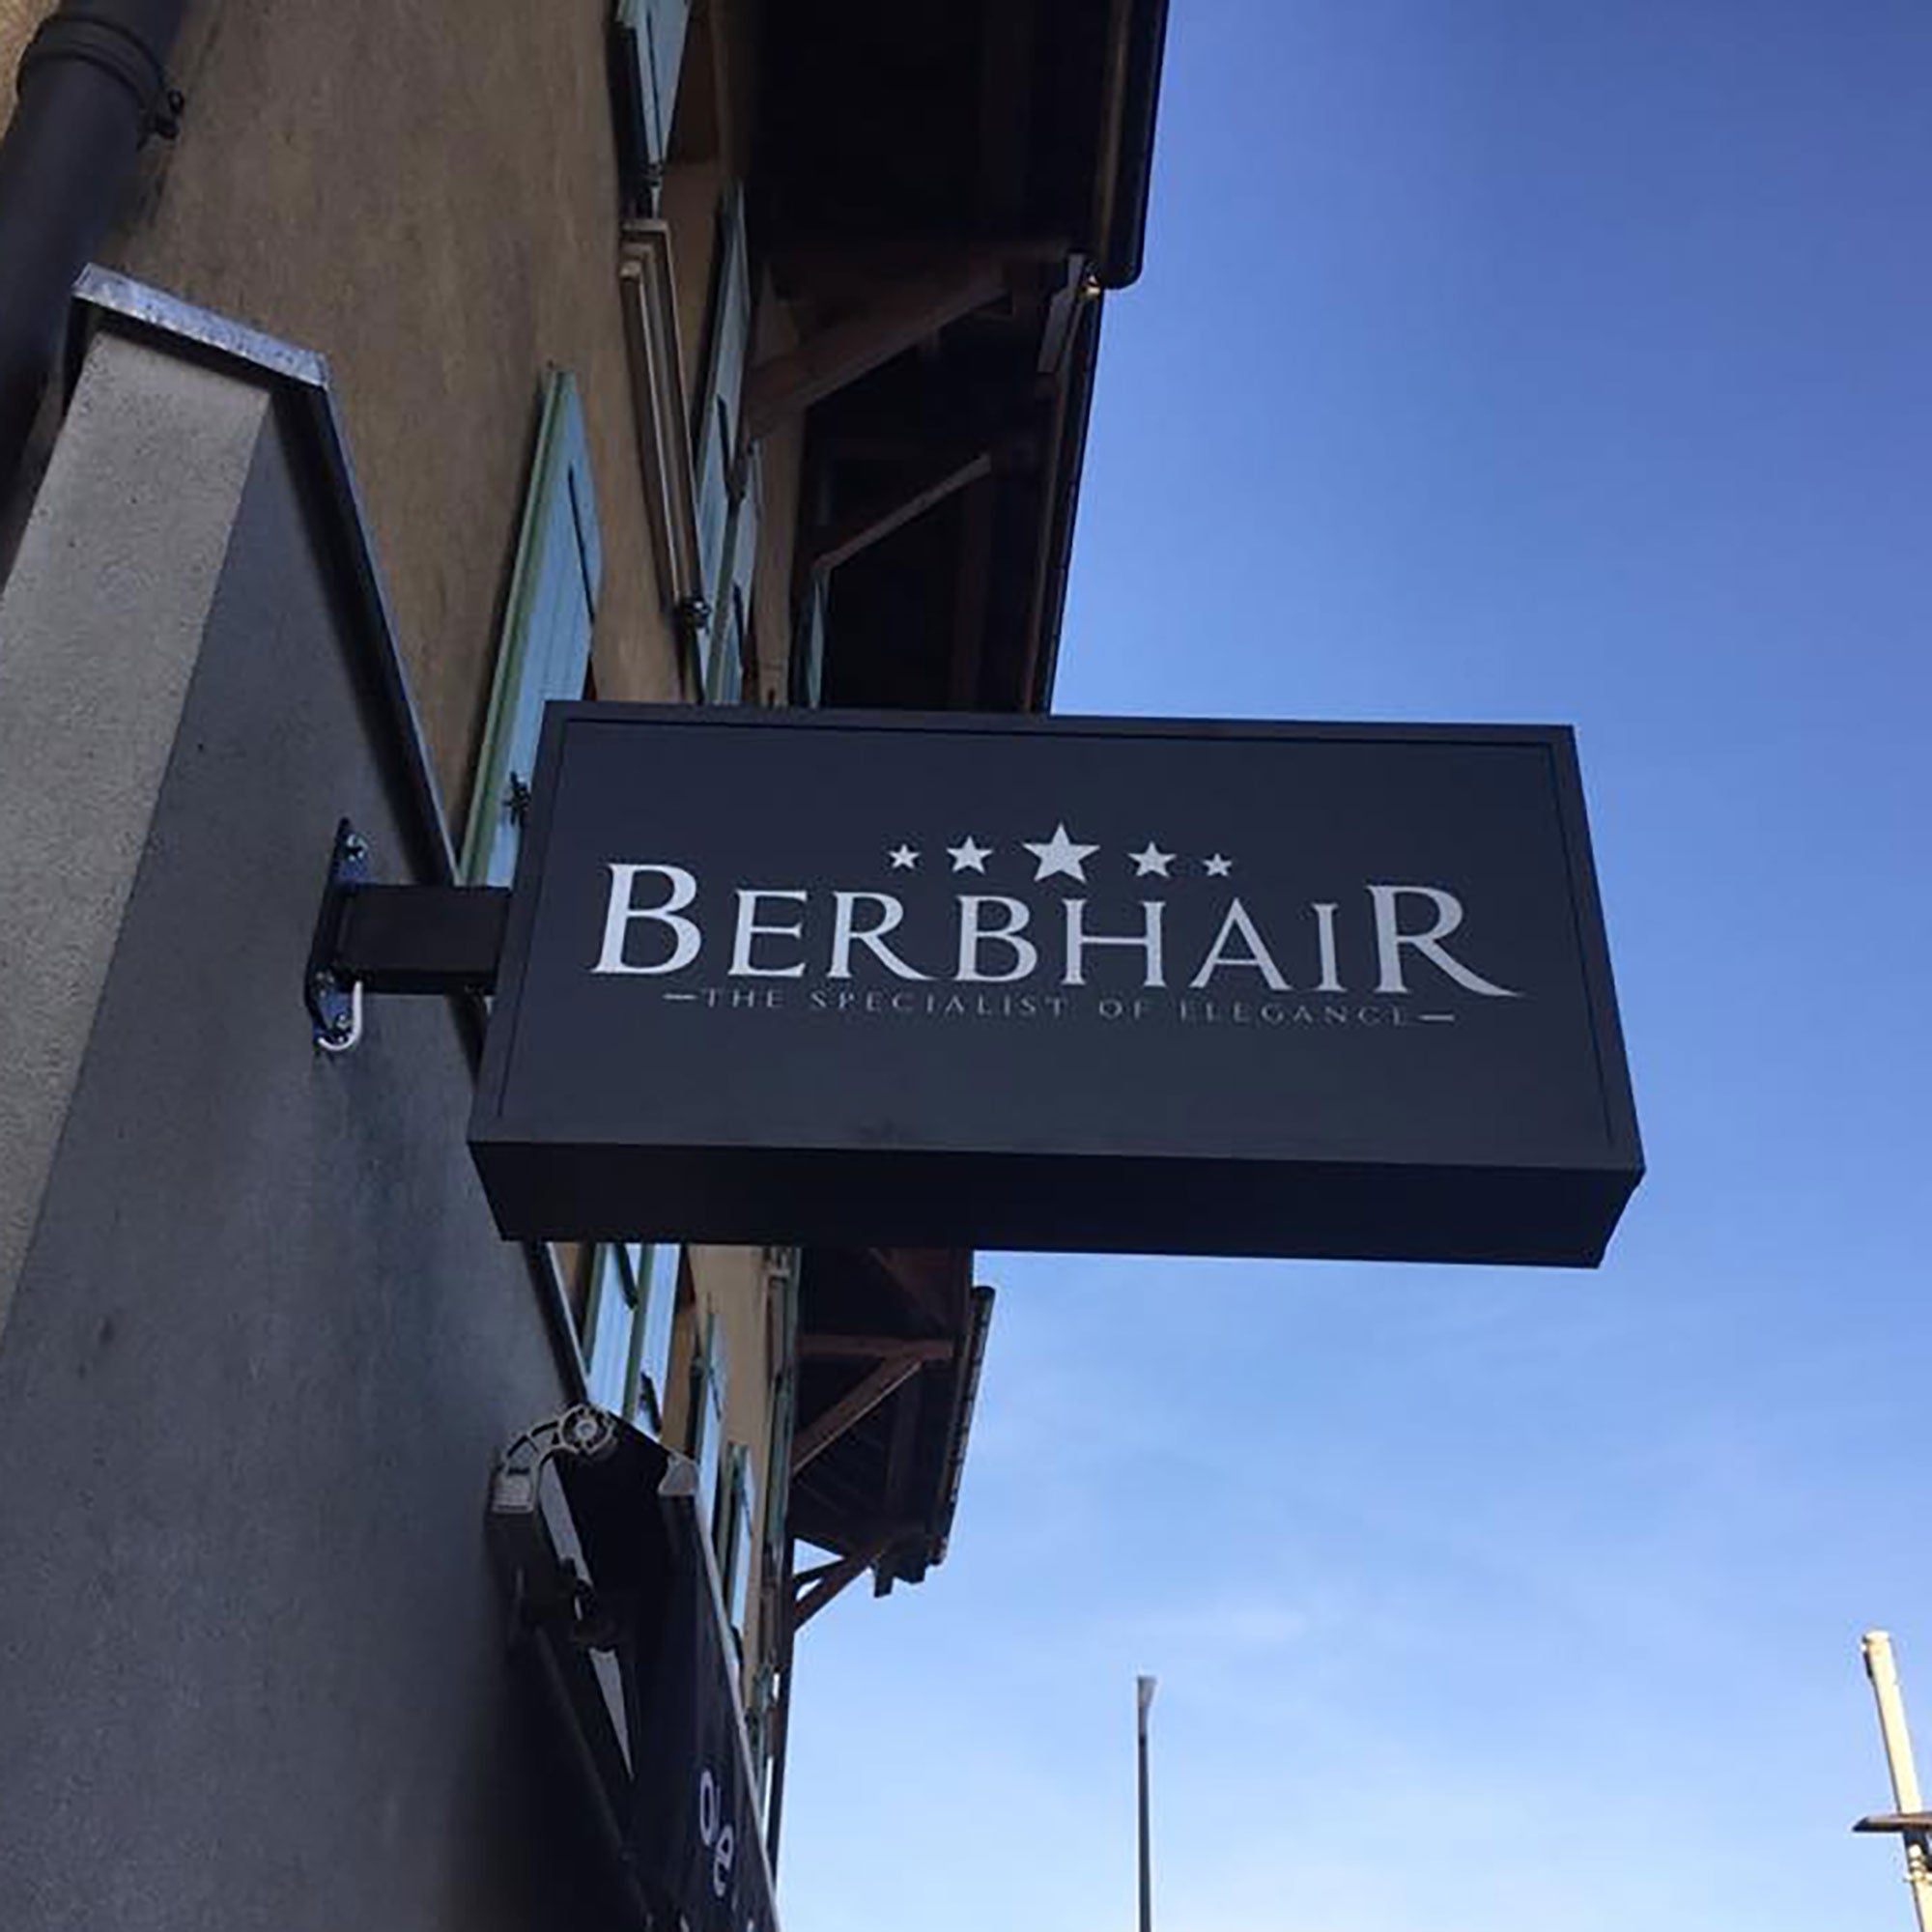 BERBHAIR
THE SPECIALIST OF ELEGANCE